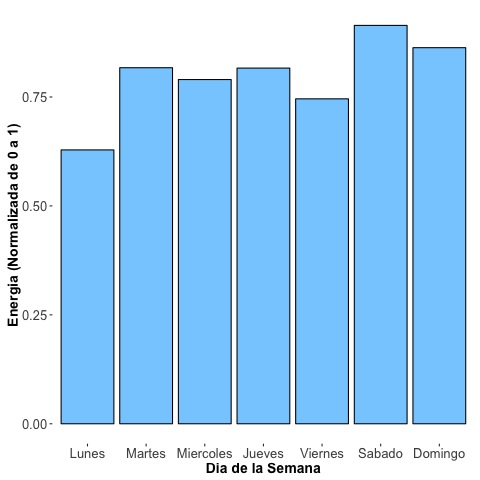 Energia (Normalizada de 0 a 1)
0.75
0.50
0.25
0.00
Lunes Martes Miercoles Jueves Viernes Sabado Domingo
Dia de la Semana